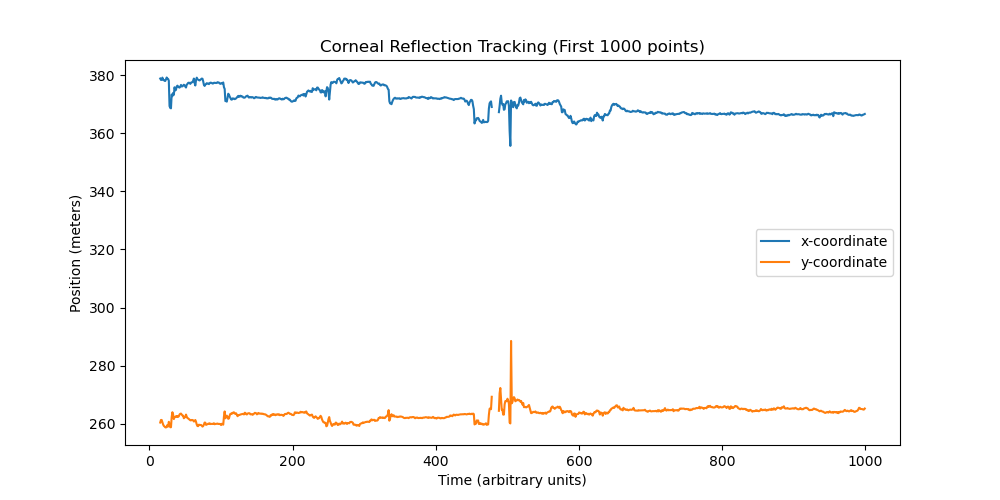 Corneal Reflection Tracking (First 1000 points)
380
360
340
320
300
280
260
Position (meters)
x-coordinate
y-coordinate
0 200 400 600 800 1000
Time (arbitrary units)